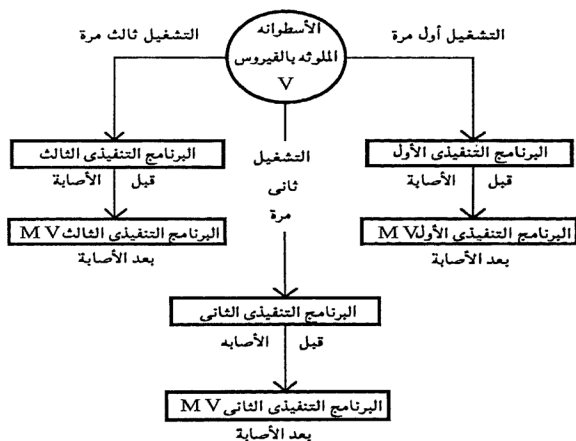 الأسطوانه
الملوثه بالفيروس
V
التشغيل أول مرة
التشغيل ثالث مرة
التشغيل
ثانى
مرة
البرنامج التنفيذى الأول
قبل الأصابة
البرنامج التنفيذى الأول M V
بعد الأصابة
البرنامج التنفيذى الثالث
قبل الأصابة
البرنامج التنفيذى الثالث M V
بعد الأصابة
البرنامج التنفيذى الثانى
قبل الأصابه
البرنامج التنفيذى الثانى M V
بعد الأصابة